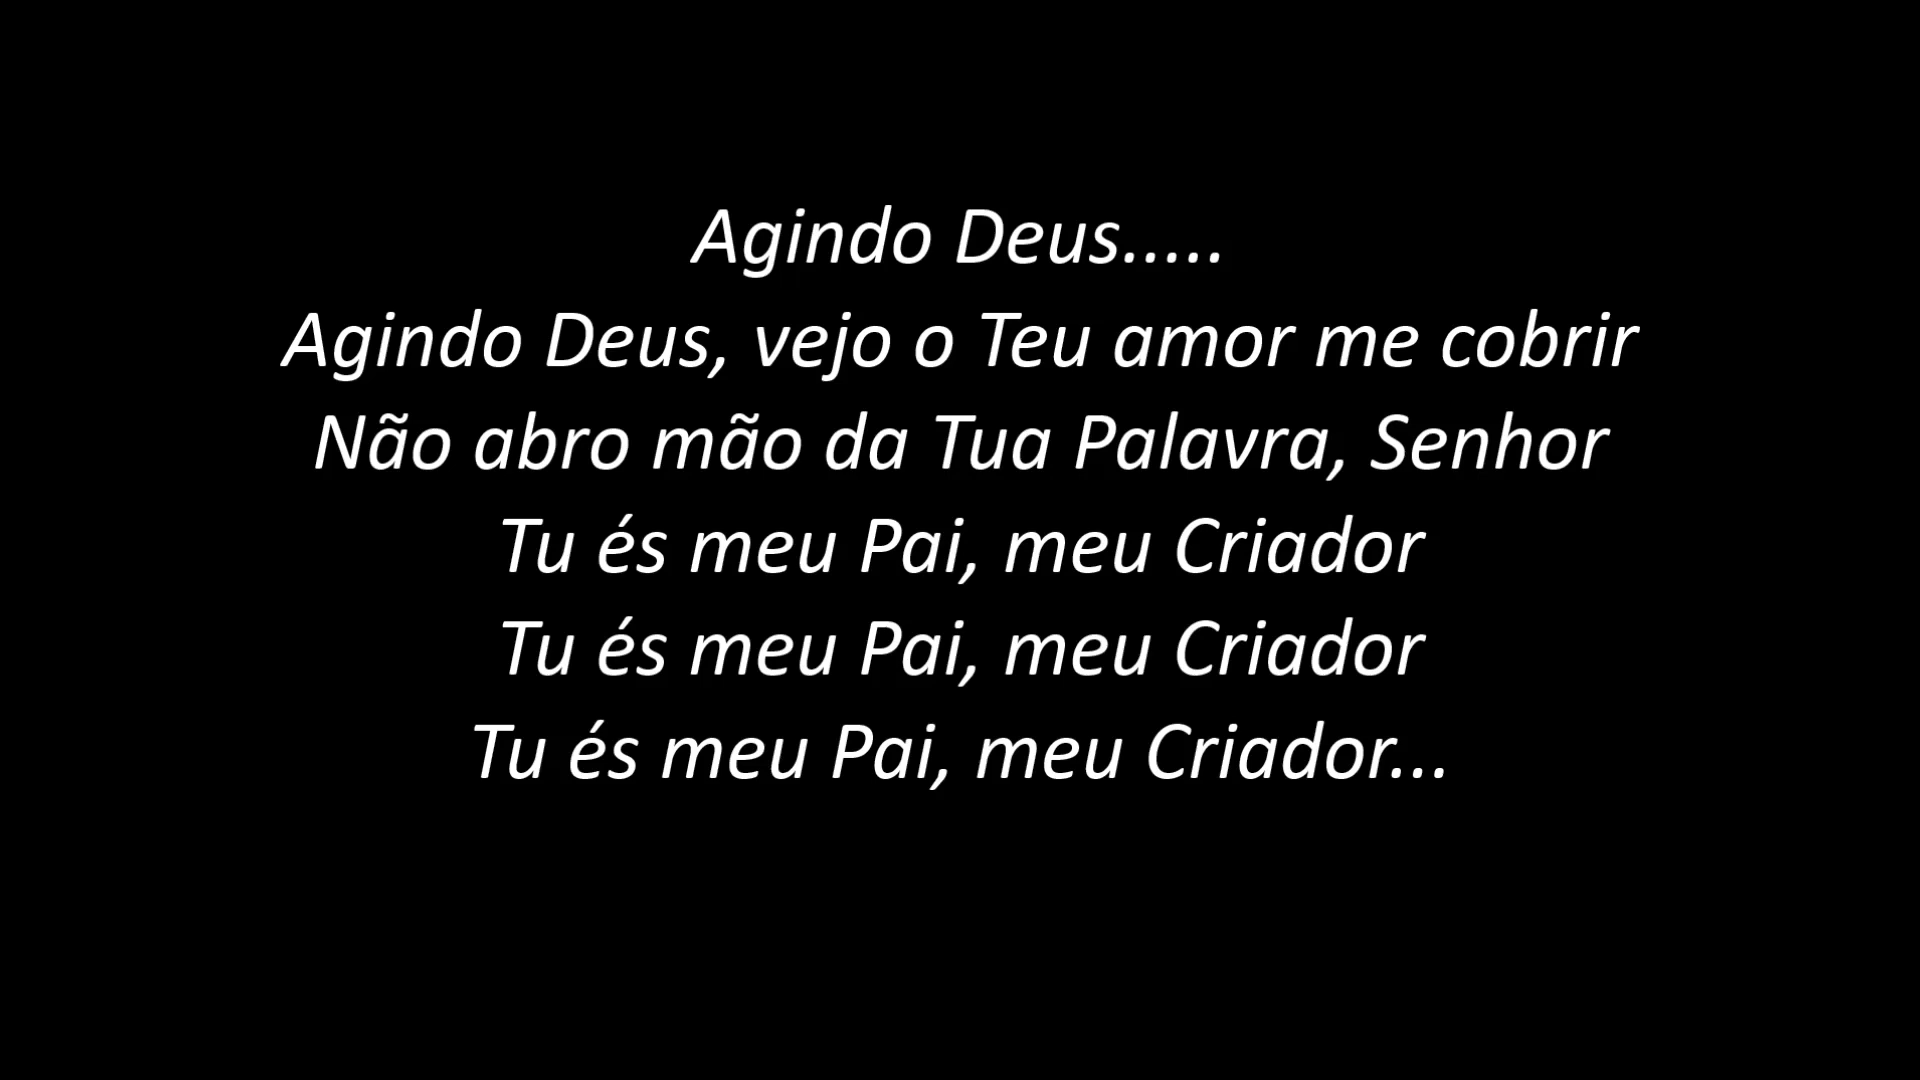 Agindo Deus.....
Agindo Deus, vejo o Teu amor me cobrir
Não abro mão da Tua Palavra, Senhor
Tu és meu Pai, meu Criador
Tu és meu Pai, meu Criador
Tu és meu Pai, meu Criador...